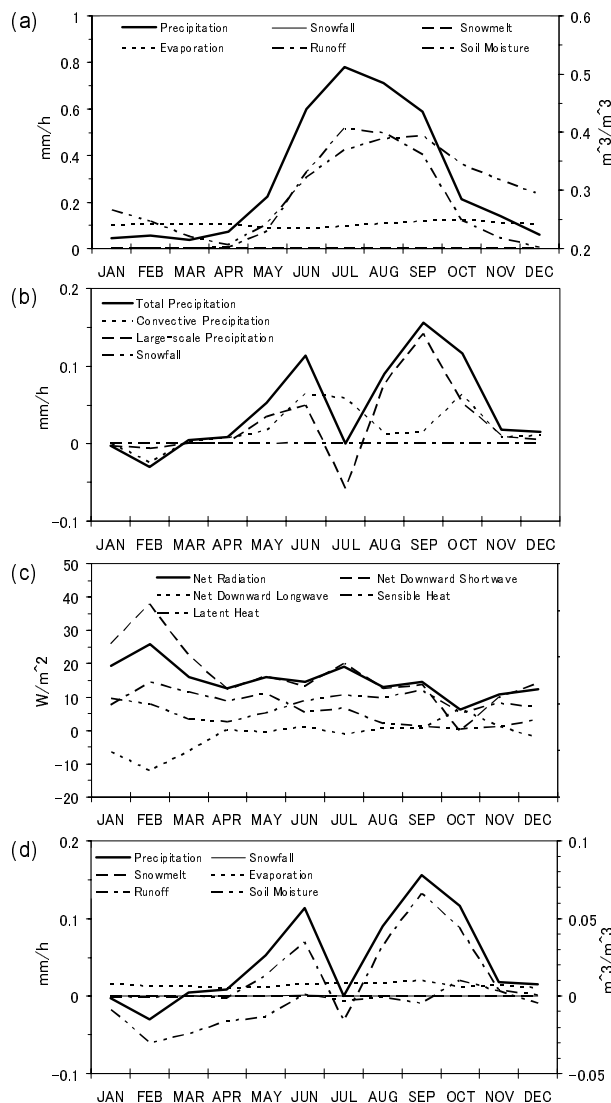 (a)
Precipitation Snowfall Snowmelt
Evaporation Runoff Soil Moisture
1 0.6
0.8 0.5
0.6
mm/h m^3/m^3
0.4 0.4
0.2 0.3
0 0.2
JAN FEB MAR APR MAY JUN JUL AUG SEP OCT NOV DEC
(b)
0.2
Total Precipitation
Convective Precipitation
Large-scale Precipitation
Snowfall
0.1
mm/h
0
-0.1
JAN FEB MAR APR MAY JUN JUL AUG SEP OCT NOV DEC
(c)
50
Net Radiation Net Downward Shortwave
Net Downward Longwave Sensible Heat
Latent Heat
40
30
20
W/m^2
10
0
-10
-20
JAN FEB MAR APR MAY JUN JUL AUG SEP OCT NOV DEC
(d)
0.2 0.1
Precipitation Snowfall
Snowmelt Evaporation
Runoff Soil Moisture
0.1 0.05
mm/h m^3/m^3
0 0
-0.1 -0.05
JAN FEB MAR APR MAY JUN JUL AUG SEP OCT NOV DEC